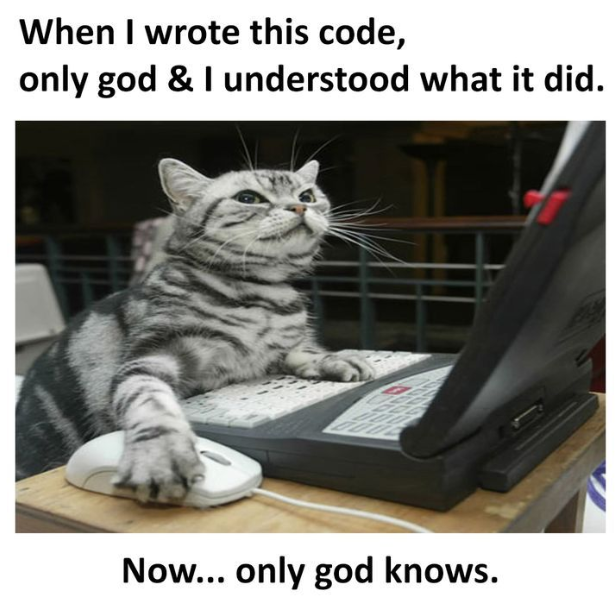 When I wrote this code,
only god & I understood what it did.
Now... only god knows.